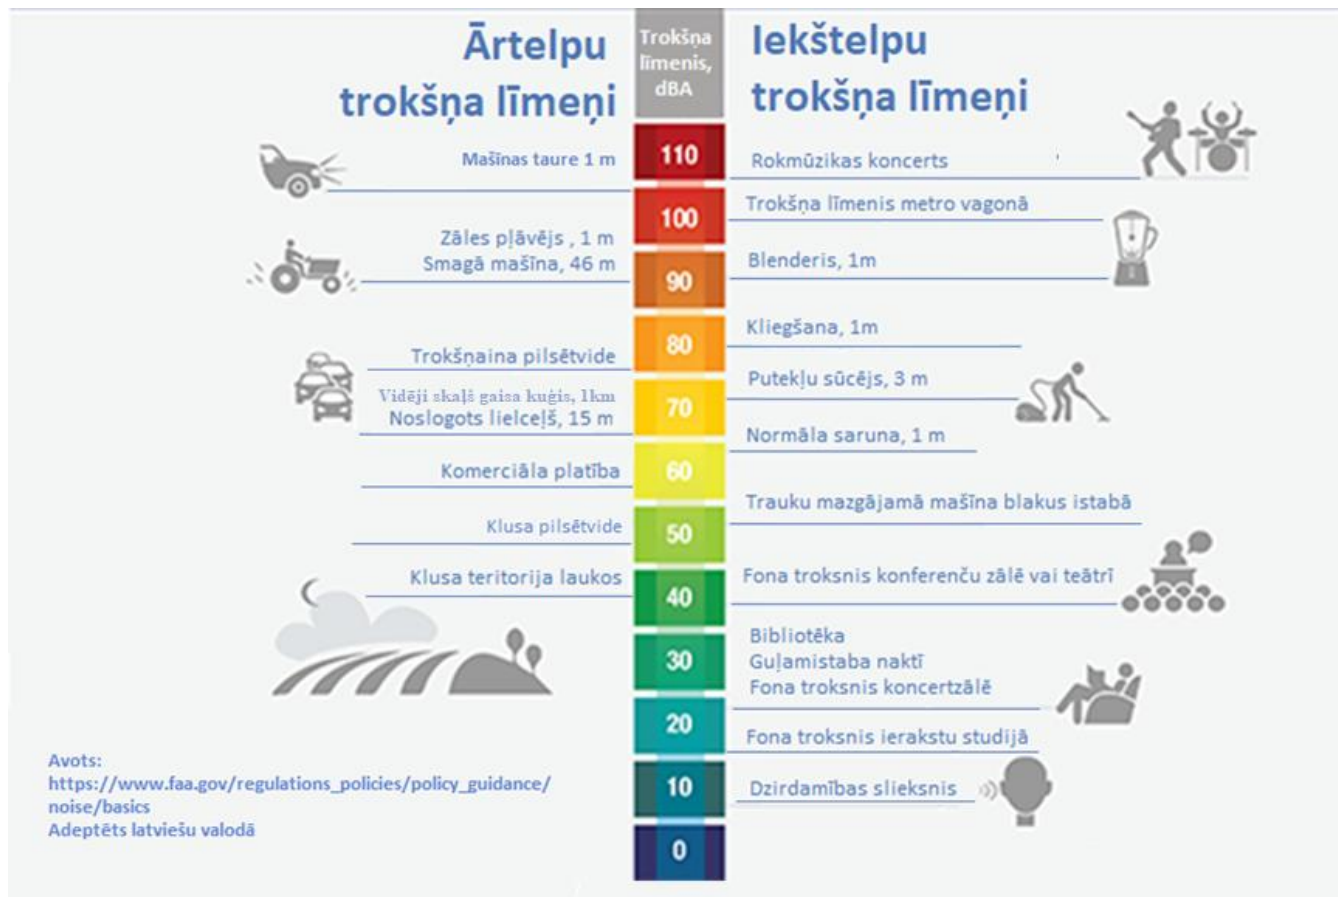 Ārtelpu
trokšņa līmeņi
Trokšņa
līmenis,
dBA
Iekštelpu
trokšņa līmeņi
Mašīnas taure 1 m
110
Rokmūzikas koncerts
100
Trokšņa līmenis metro vagonā
Zāles pļāvējs , 1 m
Smagā mašīna, 46 m
90
Blenderis, 1m
Trokšņaina pilsētvide
80
Kliegšana, 1m
Putekļu sūcējs, 3 m
Vidēji skaļš gaisa kuģis, 1km
Noslogots lielceļš, 15 m
70
Normāla saruna, 1 m
Komerciāla platība
60
Trauku mazgājamā mašīna blakus istabā
Klusa pilsētvide
50
Klusa teritorija laukos
40
Fona troksnis konferenču zālē vai teātrī
30
Bibliotēka
Guļamistaba naktī
Fona troksnis koncertzālē
20
Fona troksnis ierakstu studijā
10
Dzirdamības slieksnis
0
Avots:
https://www.faa.gov/regulations_policies/policy_guidance/
noise/basics
Adeptēts latviešu valodā